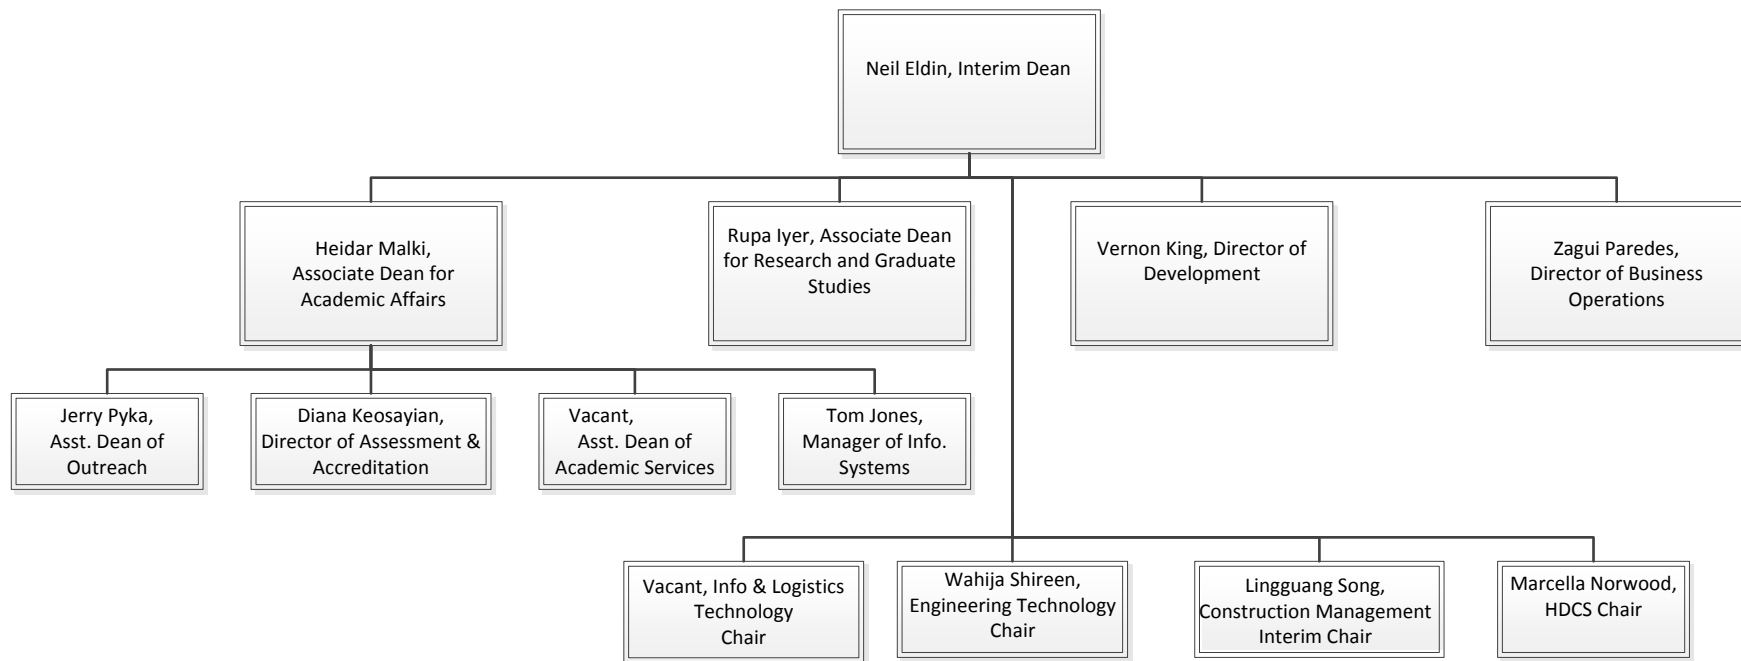 Neil Eldin, Interim Dean
Heidar Malki,
Associate Dean for
Academic Affairs
Rupa Iyer, Associate Dean
for Research and Graduate
Studies
Vernon King, Director of
Development
Zagui Paredes,
Director of Business
Operations
Jerry Pyka,
Asst. Dean of
Outreach
Diana Keosayian,
Director of Assessment &
Accreditation
Vacant,
Asst. Dean of
Academic Services
Tom Jones,
Manager of Info.
Systems
Vacant, Info & Logistics
Technology
Chair
Wahija Shireen,
Engineering Technology
Chair
Lingguang Song,
Construction Management
Interim Chair
Marcella Norwood,
HDCS Chair